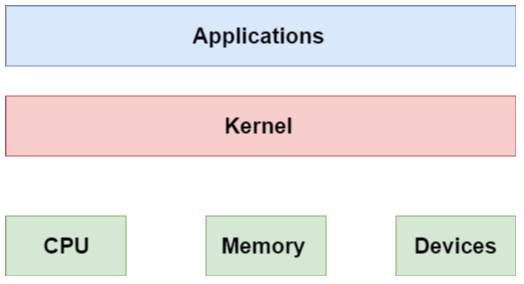 Applications
Kernel
CPU
Memory
Devices